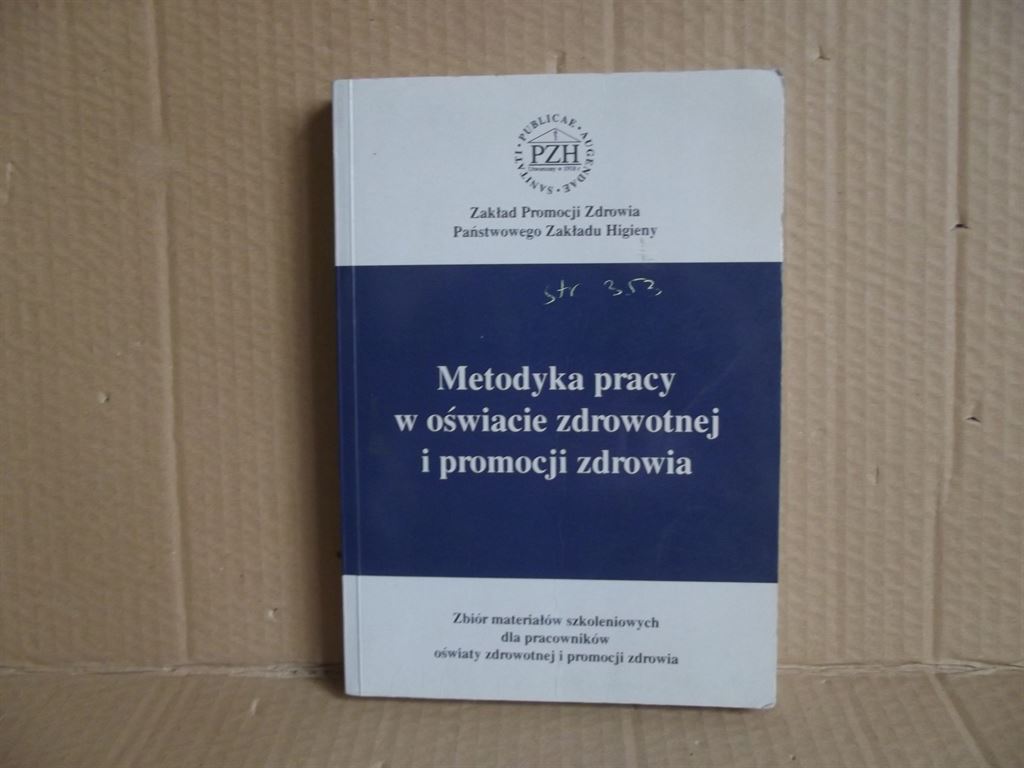 SANITATI • PUBLICAE • AUGENDAE •
PZH
Zakład Promocji Zdrowia
Państwowego Zakładu Higieny
str 353
Metodyka pracy
w oświacie zdrowotnej
i promocji zdrowia
Zbiór materiałów szkoleniowych
dla pracowników
oświaty zdrowotnej i promocji zdrowia